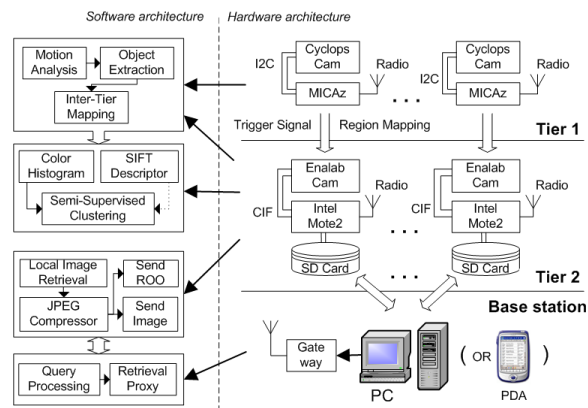 Software architecture
Hardware architecture
Motion Analysis
Object Extraction
Inter-Tier Mapping
Color Histogram
SIFT Descriptor
Semi-Supervised Clustering
Local Image Retrieval
Send ROO
JPEG Compressor
Send Image
Query Processing
Retrieval Proxy
Cyclops Cam
I2C
MICAz
Radio
. . .
Cyclops Cam
I2C
MICAz
Radio
Trigger Signal
Region Mapping
Tier 1
Enalab Cam
CIF
Intel Mote2
Radio
SD Card
. . .
Enalab Cam
CIF
Intel Mote2
Radio
SD Card
. . .
Tier 2
Base station
Gate way
PC
( OR )
PDA